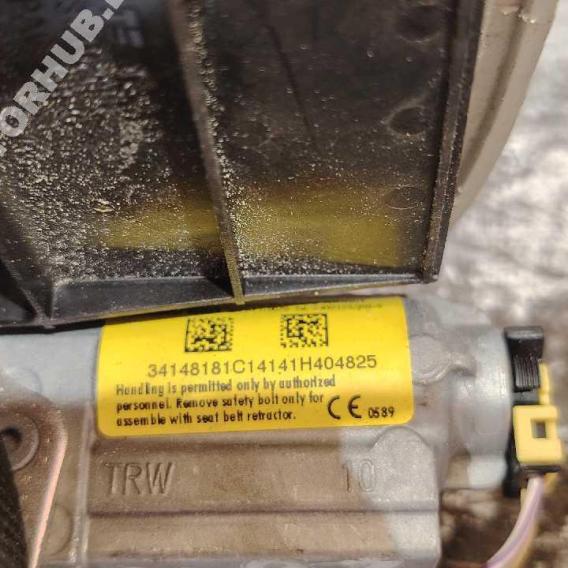 ORHUB.
34148181C14141H404825
Handling is permitted only by authorized
personnel. Remove safety bolt only for
assemble with seat belt retractor.
CE 0589
TRW 10